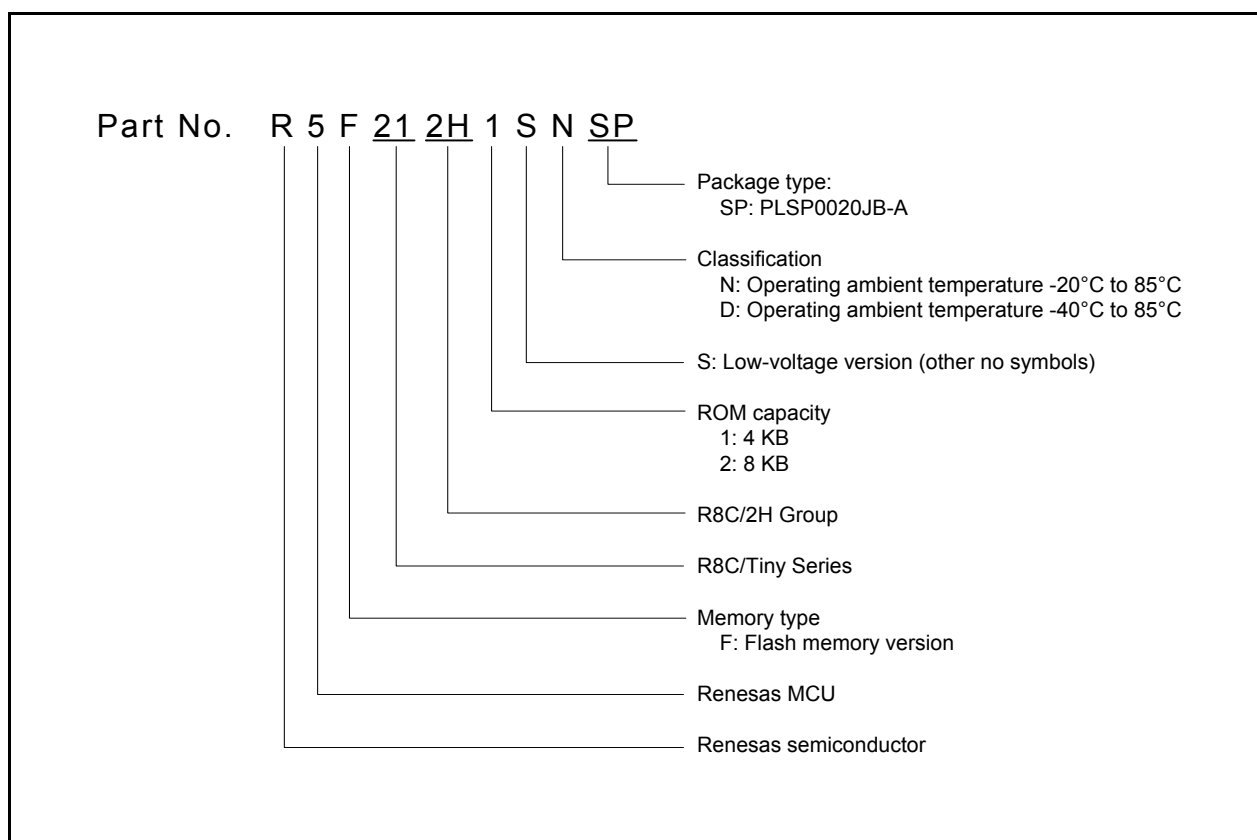 Part No. R 5 F 21 2H 1 S N SP
Package type:
SP: PLSP0020JB-A
Classification
N: Operating ambient temperature -20°C to 85°C
D: Operating ambient temperature -40°C to 85°C
S: Low-voltage version (other no symbols)
ROM capacity
1: 4 KB
2: 8 KB
R8C/2H Group
R8C/Tiny Series
Memory type
F: Flash memory version
Renesas MCU
Renesas semiconductor